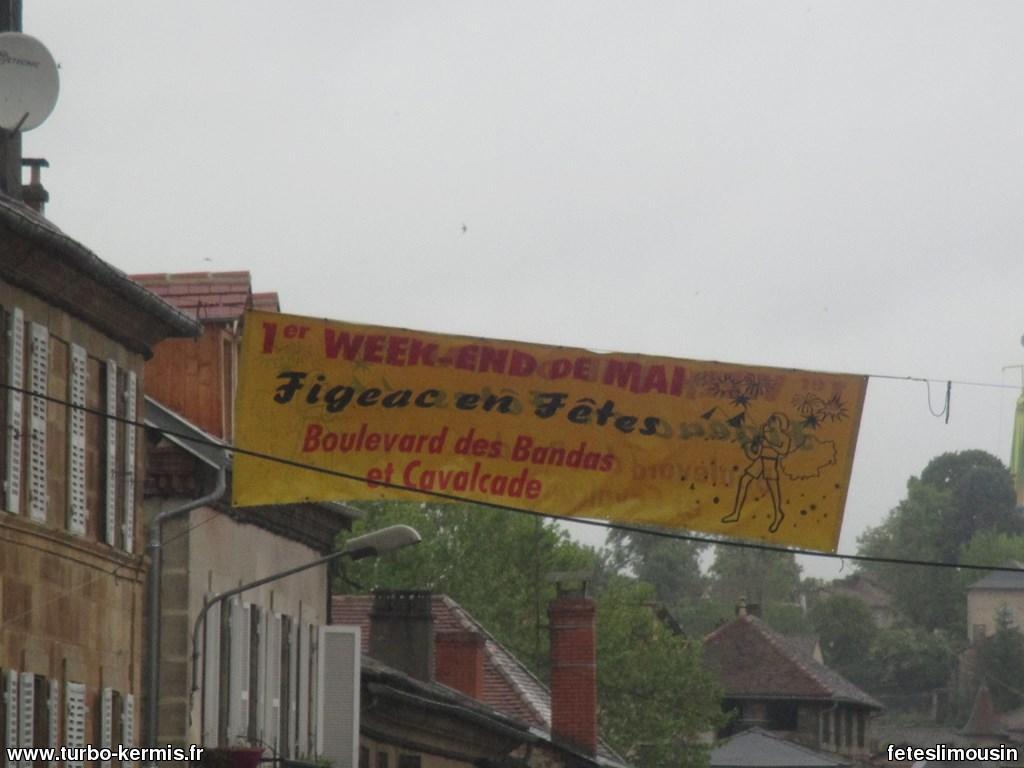 1er WEEK-END DE MAI
Figeac en Fêtes
Boulevard des Bandas
et Cavalcade
www.turbo-kermis.fr
feteslimousin